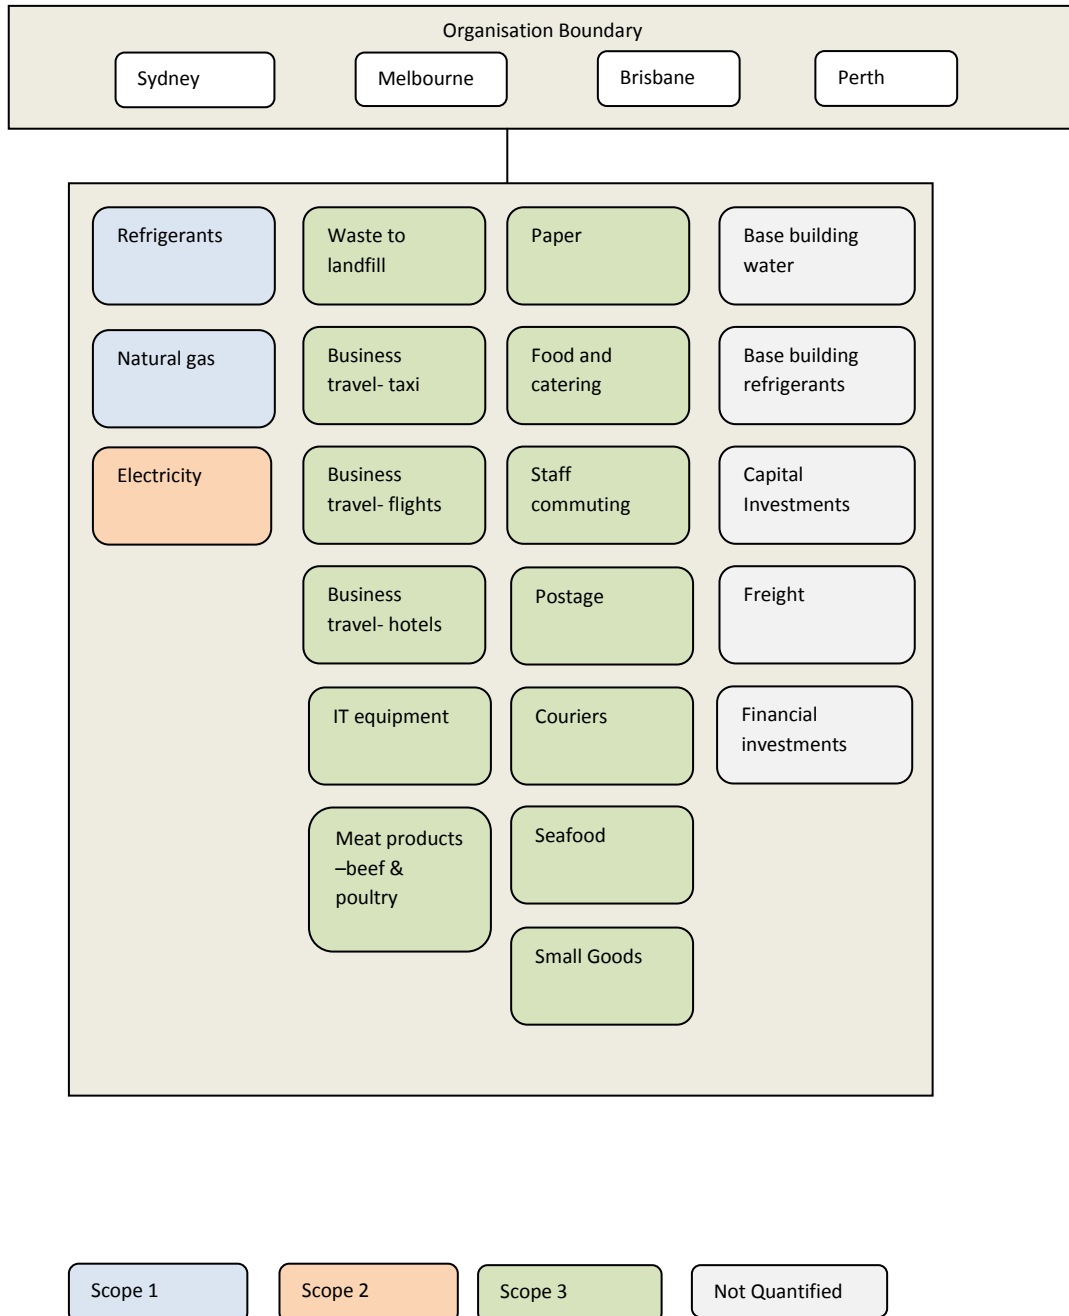 Organisation Boundary
Sydney
Melbourne
Brisbane
Perth
Refrigerants
Waste to
landfill
Paper
Base building
water
Natural gas
Business
travel- taxi
Food and
catering
Base building
refrigerants
Electricity
Business
travel- flights
Staff
commuting
Capital
Investments
Business
travel- hotels
Postage
Freight
IT equipment
Couriers
Financial
investments
Meat products
–beef &
poultry
Seafood
Small Goods
Scope 1
Scope 2
Scope 3
Not Quantified